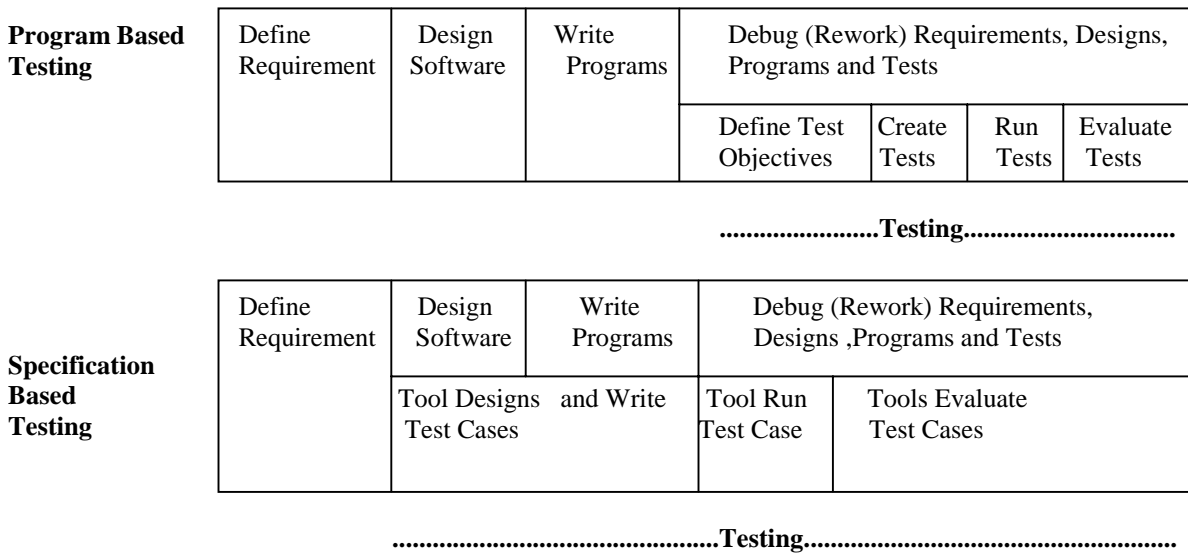 Program Based
Testing
Define
Requirement
Design
Software
Write
Programs
Debug (Rework) Requirements, Designs,
Programs and Tests
Define Test
Objectives
Create
Tests
Run
Tests
Evaluate
Tests
........................Testing................................
Specification
Based
Testing
Define
Requirement
Design
Software
Write
Programs
Debug (Rework) Requirements,
Designs ,Programs and Tests
Tool Designs and Write
Test Cases
Tool Run
Test Case
Tools Evaluate
Test Cases
.................................................Testing........................................................